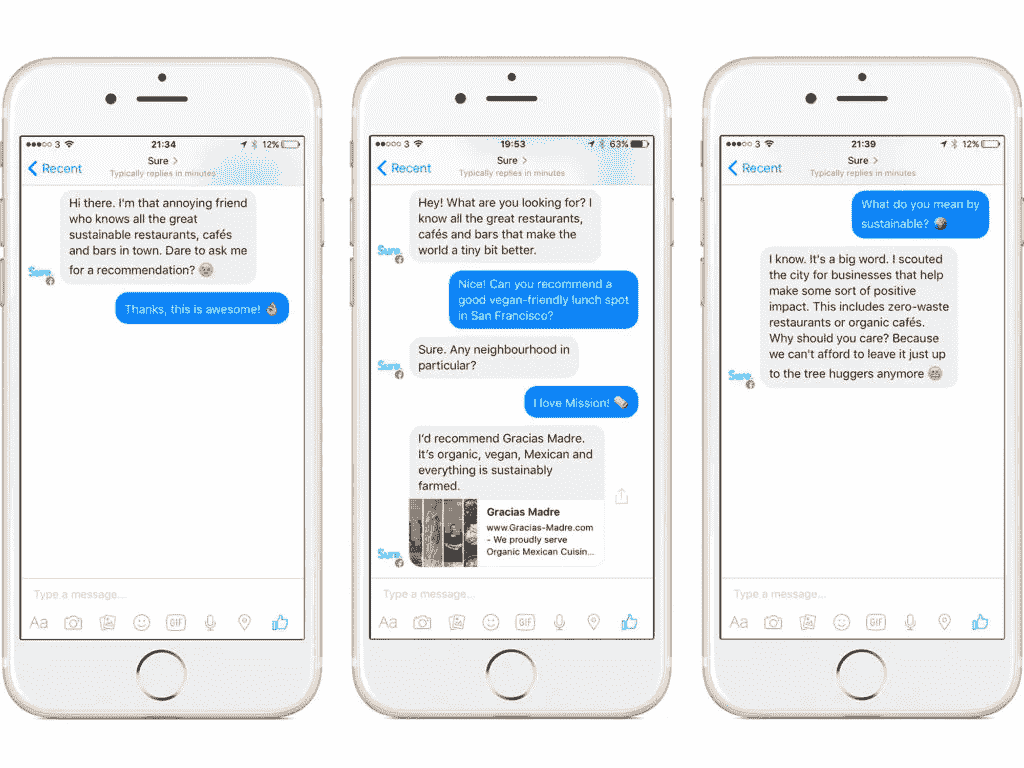 3
21:34
12%
Recent
Sure >
Typically replies in minutes
Hi there. I'm that annoying friend
who knows all the great
sustainable restaurants, cafés
and bars in town. Dare to ask me
for a recommendation?
Sure.
Thanks, this is awesome!
Type a message...
Aa
GIF
3
19:53
63%
Recent
Sure >
Typically replies in minutes
Hey! What are you looking for? I
know all the great restaurants,
cafés and bars that make the
world a tiny bit better.
Sure.
Nice! Can you recommend a
good vegan-friendly lunch spot
in San Francisco?
Sure. Any neighbourhood in
particular?
Sure.
I love Mission!
I'd recommend Gracias Madre.
It's organic, vegan, Mexican and
everything is sustainably
farmed.
Gracias Madre
www.Gracias-Madre.com
- We proudly serve
Organic Mexican Cuisin...
Sure.
Type a message...
Aa
GIF
3
21:39
12%
Recent
Sure >
Typically replies in minutes
What do you mean by
sustainable?
I know. It's a big word. I scouted
the city for businesses that help
make some sort of positive
impact. This includes zero-waste
restaurants or organic cafés.
Why should you care? Because
we can't afford to leave it just up
to the tree huggers anymore
Sure.
Type a message...
Aa
GIF